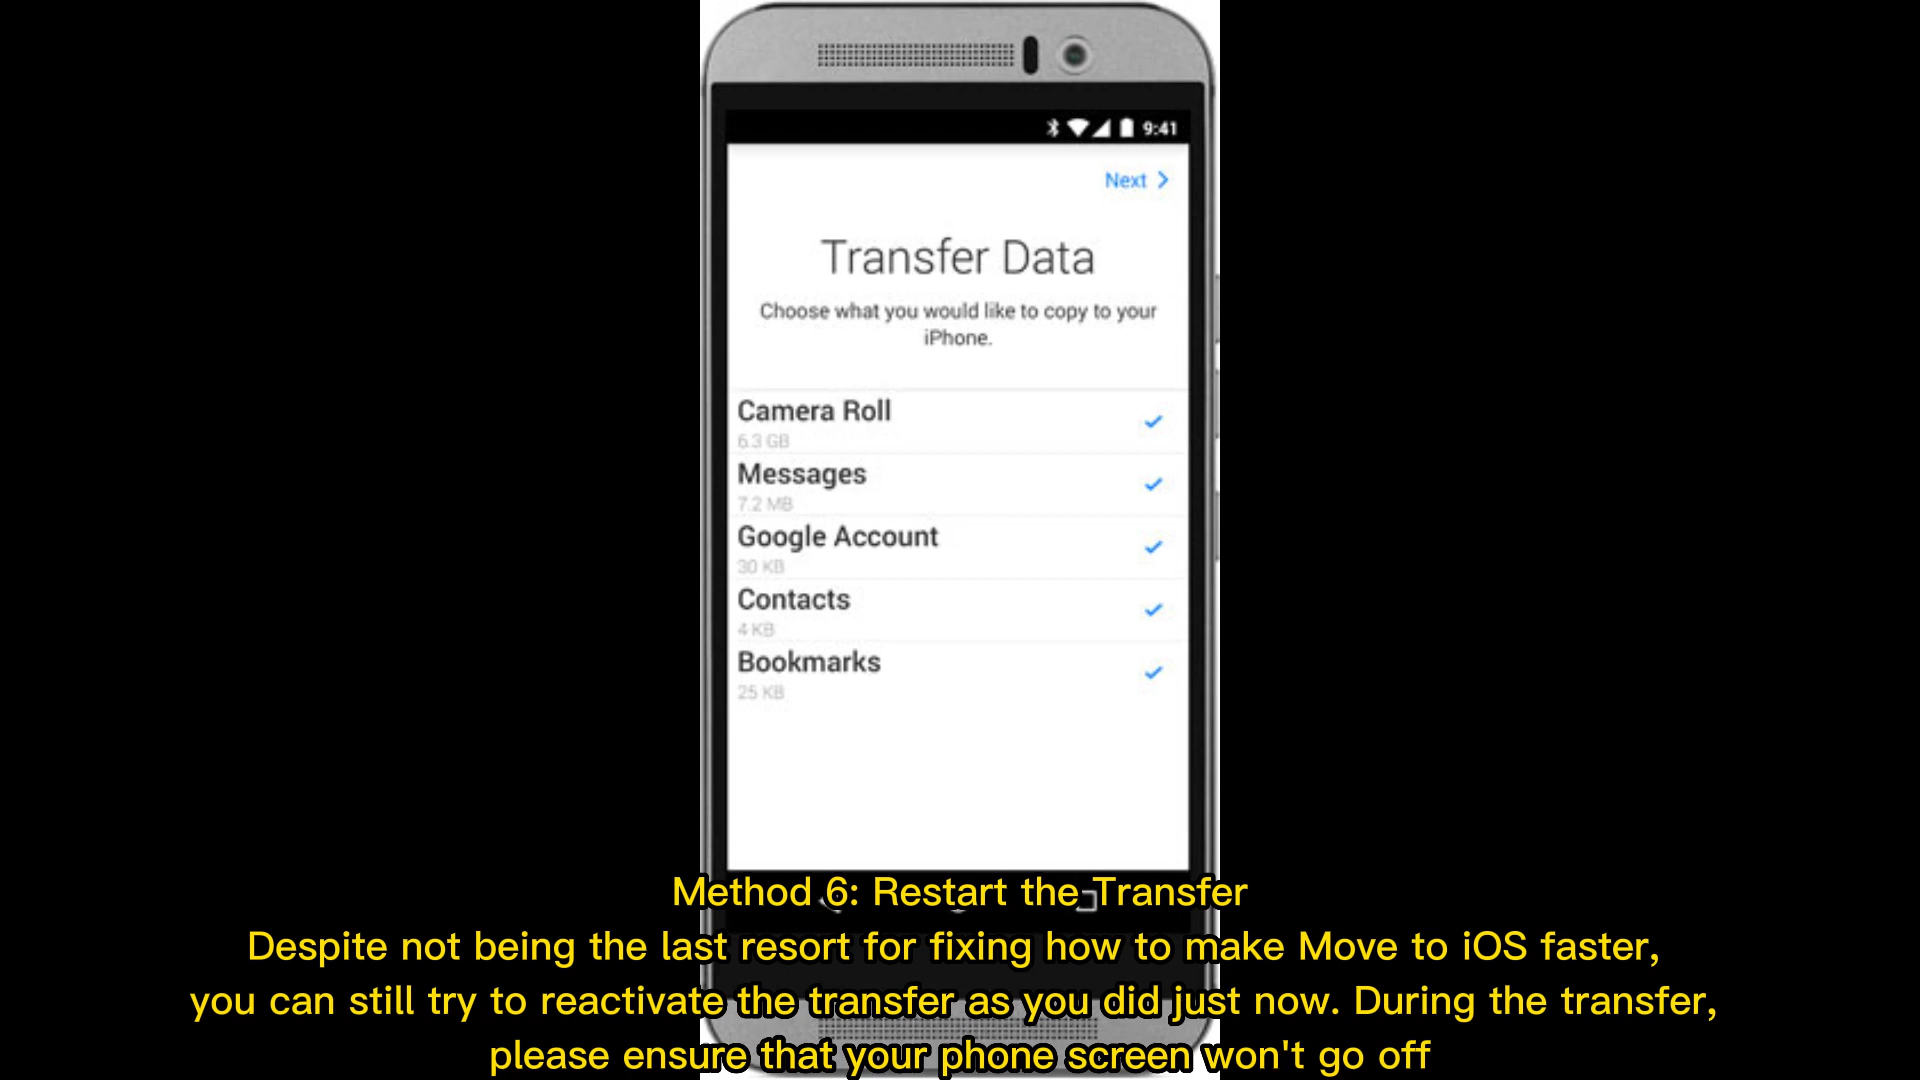 9:41
Next
Transfer Data
Choose what you would like to copy to your
iPhone.
Camera Roll
6.3 GB
Messages
7.2 MB
Google Account
30 KB
Contacts
4 KB
Bookmarks
25 KB
Method 6: Restart the Transfer
Despite not being the last resort for fixing how to make Move to iOS faster,
you can still try to reactivate the transfer as you did just now. During the transfer,
please ensure that your phone screen won't go off